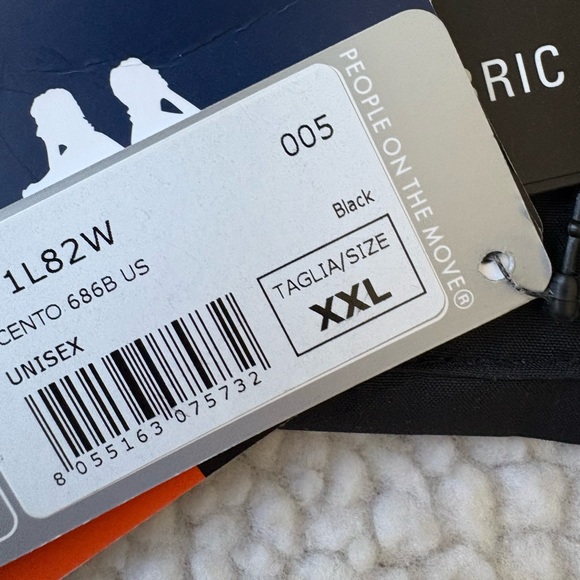 RIC
PEOPLE ON THE MOVE®
005
1L82W
Black
CENTO 686B US
TAGLIA/SIZE
XXL
UNISEX
8 055163 075732